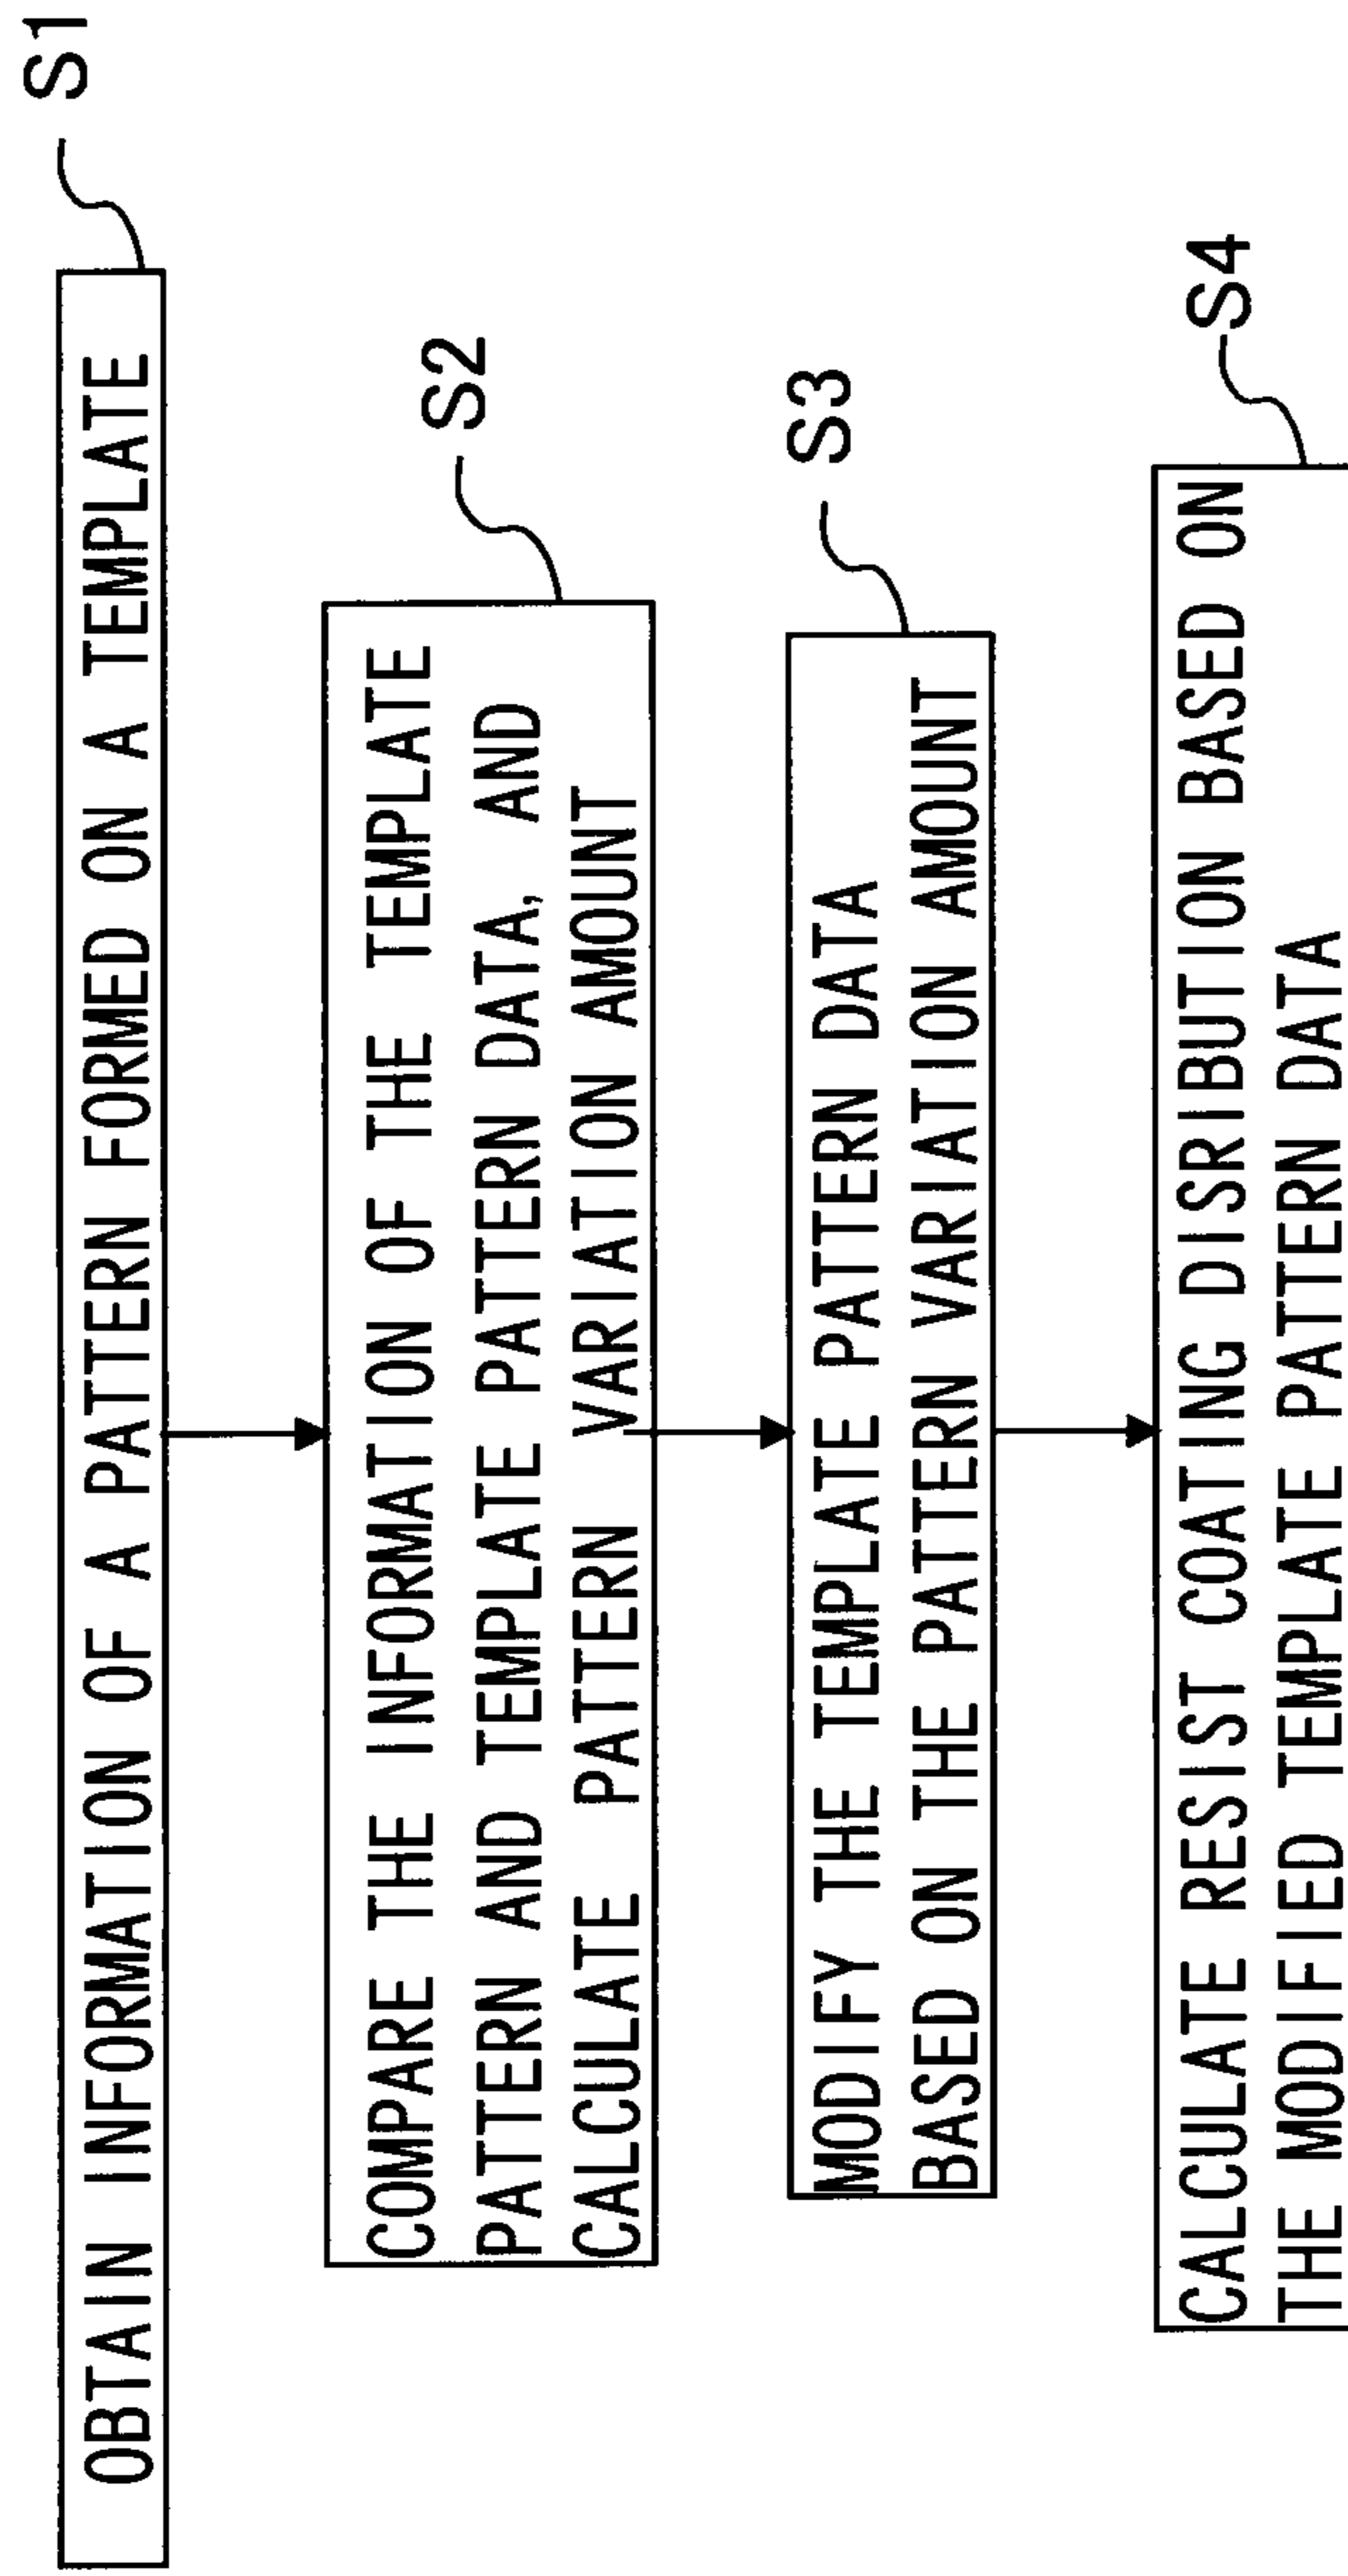 S1
OBTAIN INFORMATION OF A PATTERN FORMED ON A TEMPLATE
S2
COMPARE THE INFORMATION OF THE TEMPLATE
PATTERN AND TEMPLATE PATTERN DATA, AND
CALCULATE PATTERN VARIATION AMOUNT
S3
MODIFY THE TEMPLATE PATTERN DATA
BASED ON THE PATTERN VARIATION AMOUNT
S4
CALCULATE RESIST COATING DISRIBUTION BASED ON
THE MODIFIED TEMPLATE PATTERN DATA